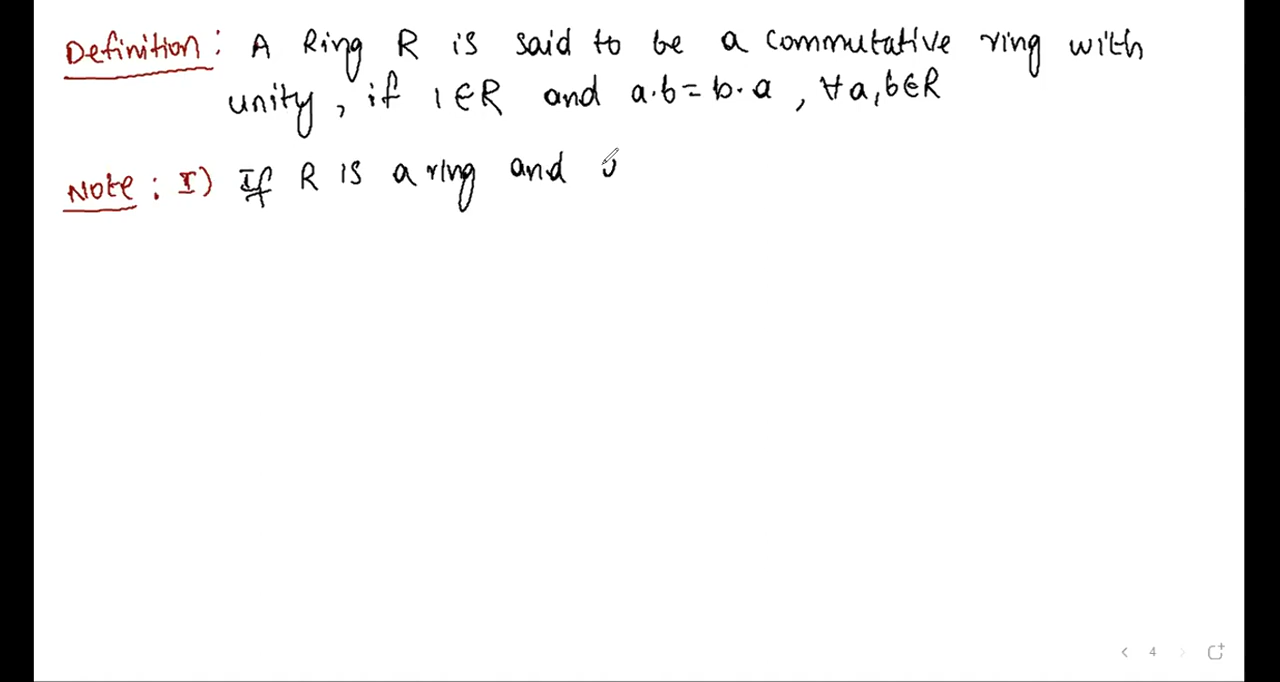 Definition: A Ring R is said to be a commutative ring with
unity, if 1 ∈ R and a·b = b·a, ∀ a, b ∈ R
Note: I) If R is a ring and
4